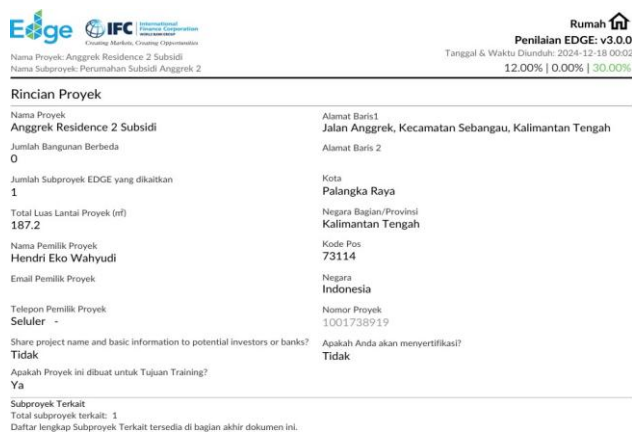 Edge
IFC
International
Finance Corporation
WORLD BANK GROUP
Creating Markets, Creating Opportunities
Rumah
Penilaian EDGE: v3.0.0
Nama Proyek: Anggrek Residence 2 Subsidi
Tanggal & Waktu Diunduh: 2024-12-18 00:02
Nama Subproyek: Perumahan Subsidi Anggrek 2
12.00% | 0.00% | 30.00%
Rincian Proyek
Nama Proyek
Anggrek Residence 2 Subsidi
Alamat Baris1
Jalan Anggrek, Kecamatan Sebangau, Kalimantan Tengah
Jumlah Bangunan Berbeda
0
Alamat Baris 2
Jumlah Subproyek EDGE yang dikaitkan
1
Kota
Palangka Raya
Total Luas Lantai Proyek (㎡)
187.2
Negara Bagian/Provinsi
Kalimantan Tengah
Nama Pemilik Proyek
Hendri Eko Wahyudi
Kode Pos
73114
Email Pemilik Proyek
Negara
Indonesia
Telepon Pemilik Proyek
Seluler -
Nomor Proyek
1001738919
Share project name and basic information to potential investors or banks?
Tidak
Apakah Anda akan menyertifikasi?
Tidak
Apakah Proyek ini dibuat untuk Tujuan Training?
Ya
Subproyek Terkait
Total subproyek terkait: 1
Daftar lengkap Subproyek Terkait tersedia di bagian akhir dokumen ini.